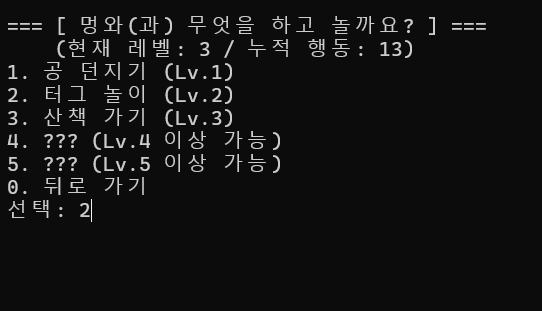 === [ 멍와(과) 무엇을 하고 놀까요? ] ===
(현재 레벨: 3 / 누적 행동: 13)
1. 공 던지기 (Lv.1)
2. 터그 놀이 (Lv.2)
3. 산책 가기 (Lv.3)
4. ??? (Lv.4 이상 가능)
5. ??? (Lv.5 이상 가능)
0. 뒤로 가기
선택: 2